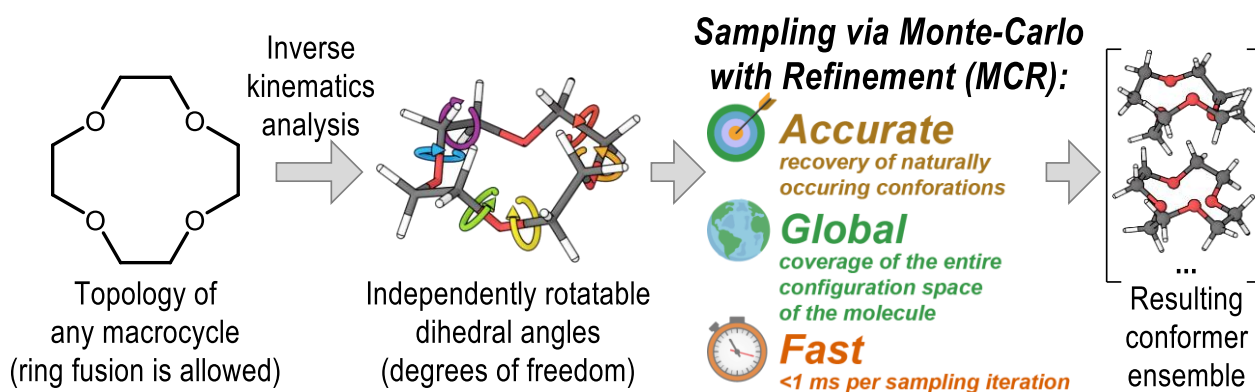 O
O
O
O
Topology of
any macrocycle
(ring fusion is allowed)
Inverse
kinematics
analysis
Independently rotatable
dihedral angles
(degrees of freedom)
Sampling via Monte-Carlo
with Refinement (MCR):
Accurate
recovery of naturally
occuring conforations
Global
coverage of the entire
configuration space
of the molecule
Fast
<1 ms per sampling iteration
...
Resulting
conformer
ensemble